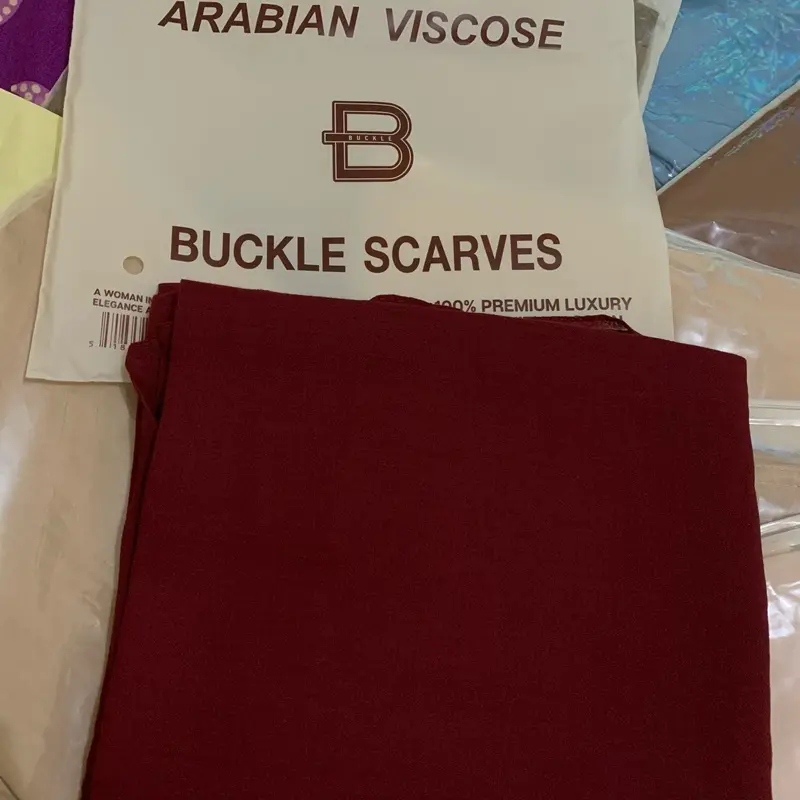 ARABIAN VISCOSE
BUCKLE
BUCKLE SCARVES
A WOMAN IN
ELEGANCE A
100% PREMIUM LUXURY